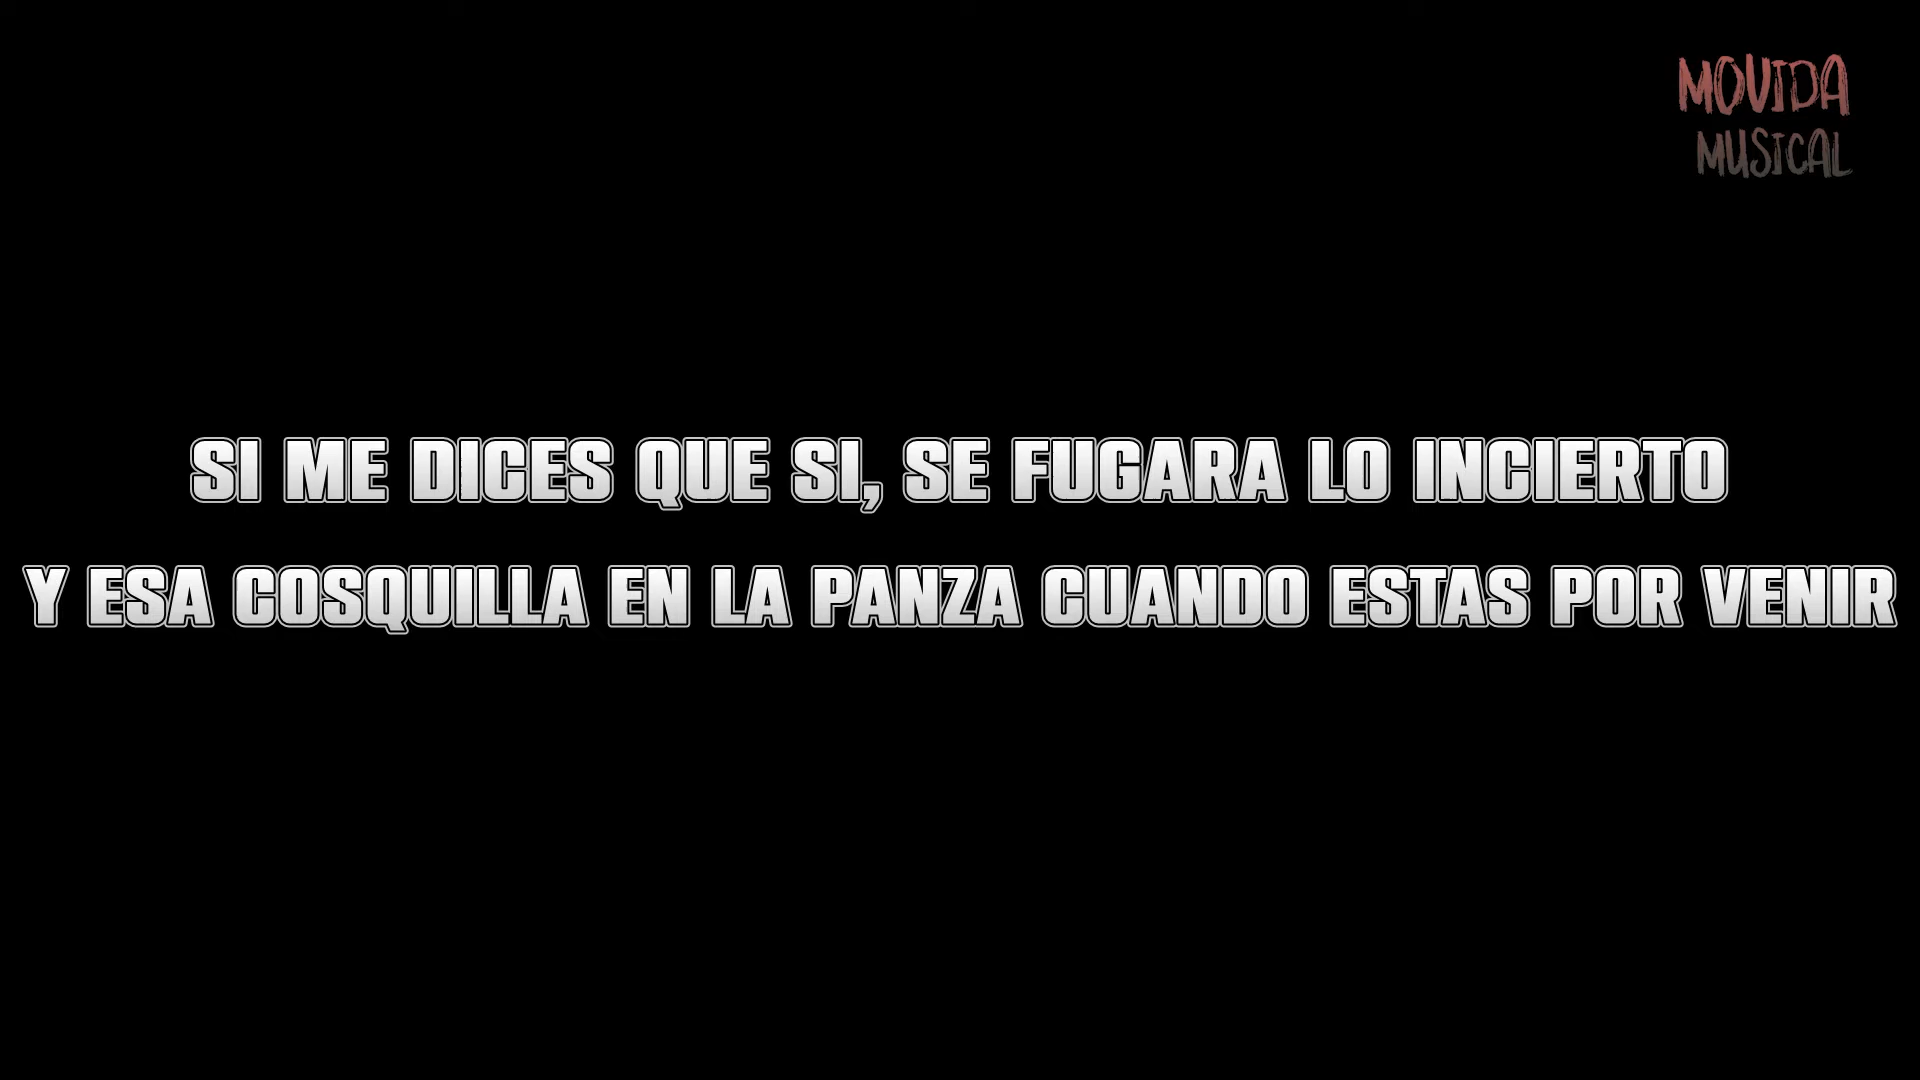 MOVIDA
MUSICAL
SI ME DICES QUE SI, SE FUGARA LO INCIERTO
Y ESA COSQUILLA EN LA PANZA CUANDO ESTAS POR VENIR